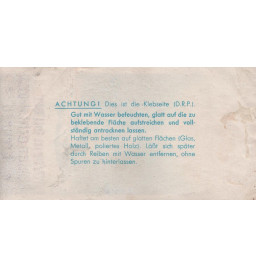 ACHTUNG! Dies ist die Klebseite (D.R.P.).
Gut mit Wasser befeuchten, glatt auf die zu
beklebende Fläche aufstreichen und voll-
ständig antrocknen lassen.
Haftet am besten auf glatten Flächen (Glas,
Metall, poliertes Holz). Läßt sich später
durch Reiben mit Wasser entfernen, ohne
Spuren zu hinterlassen.